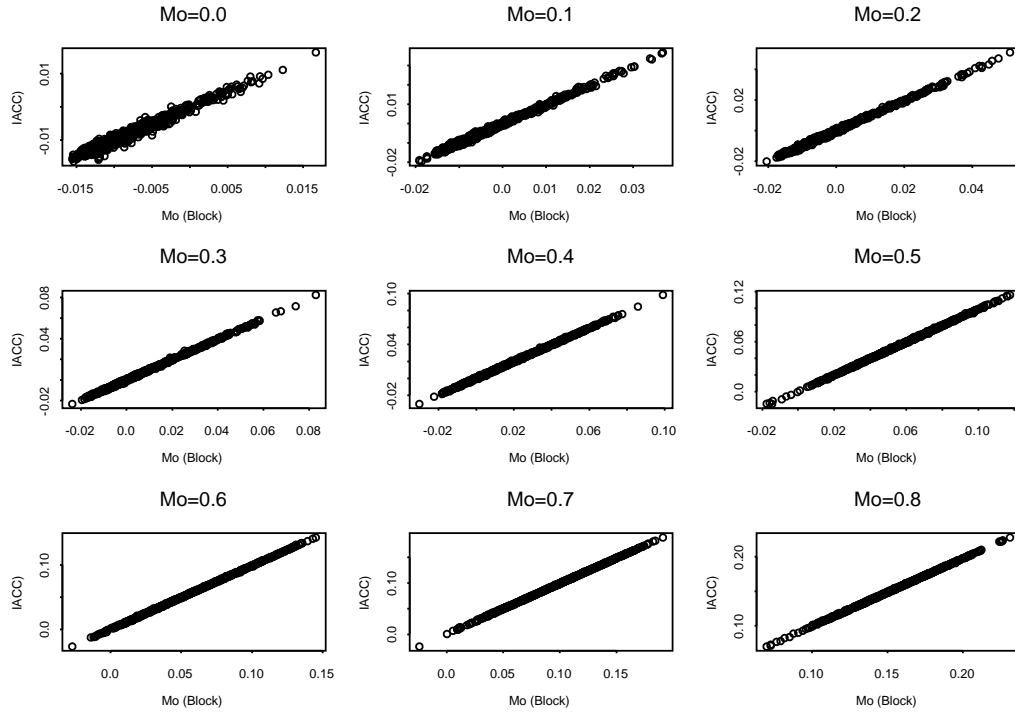 Mo=0.0
IACC)
0.01
-0.01
-0.015
-0.005
0.005
0.015
Mo (Block)
Mo=0.1
IACC)
0.01
-0.02
-0.02
0.0
0.01
0.02
0.03
Mo (Block)
Mo=0.2
IACC)
0.02
-0.02
-0.02
0.0
0.02
0.04
Mo (Block)
Mo=0.3
IACC)
0.08
0.04
-0.02
-0.02
0.0
0.02
0.04
0.06
0.08
Mo (Block)
Mo=0.4
IACC)
0.10
0.04
-0.02
-0.02
0.02
0.06
0.10
Mo (Block)
Mo=0.5
IACC)
0.12
0.06
0.0
-0.02
0.02
0.06
0.10
Mo (Block)
Mo=0.6
IACC)
0.10
0.0
0.0
0.05
0.10
0.15
Mo (Block)
Mo=0.7
IACC)
0.10
0.0
0.0
0.05
0.10
0.15
Mo (Block)
Mo=0.8
IACC)
0.20
0.10
0.10
0.15
0.20
Mo (Block)